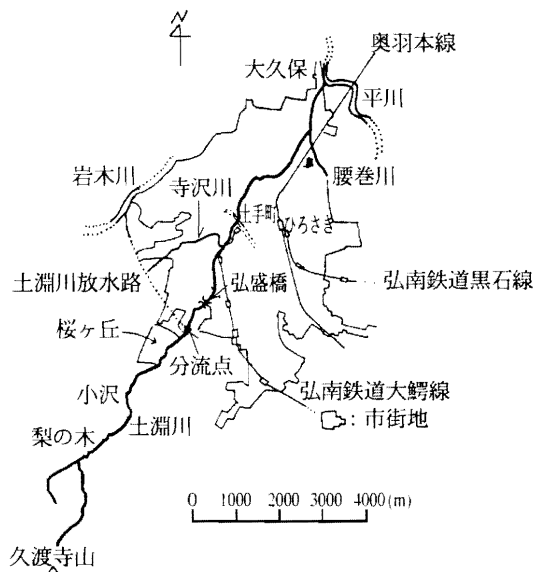 N
奥羽本線
大久保
平川
岩木川
寺沢川
腰巻川
土手町
ひろさき
土淵川放水路
弘盛橋
弘南鉄道黒石線
桜ヶ丘
分流点
小沢
弘南鉄道大鰐線
土淵川
:市街地
梨の木
0 1000 2000 3000 4000(m)
久渡寺山